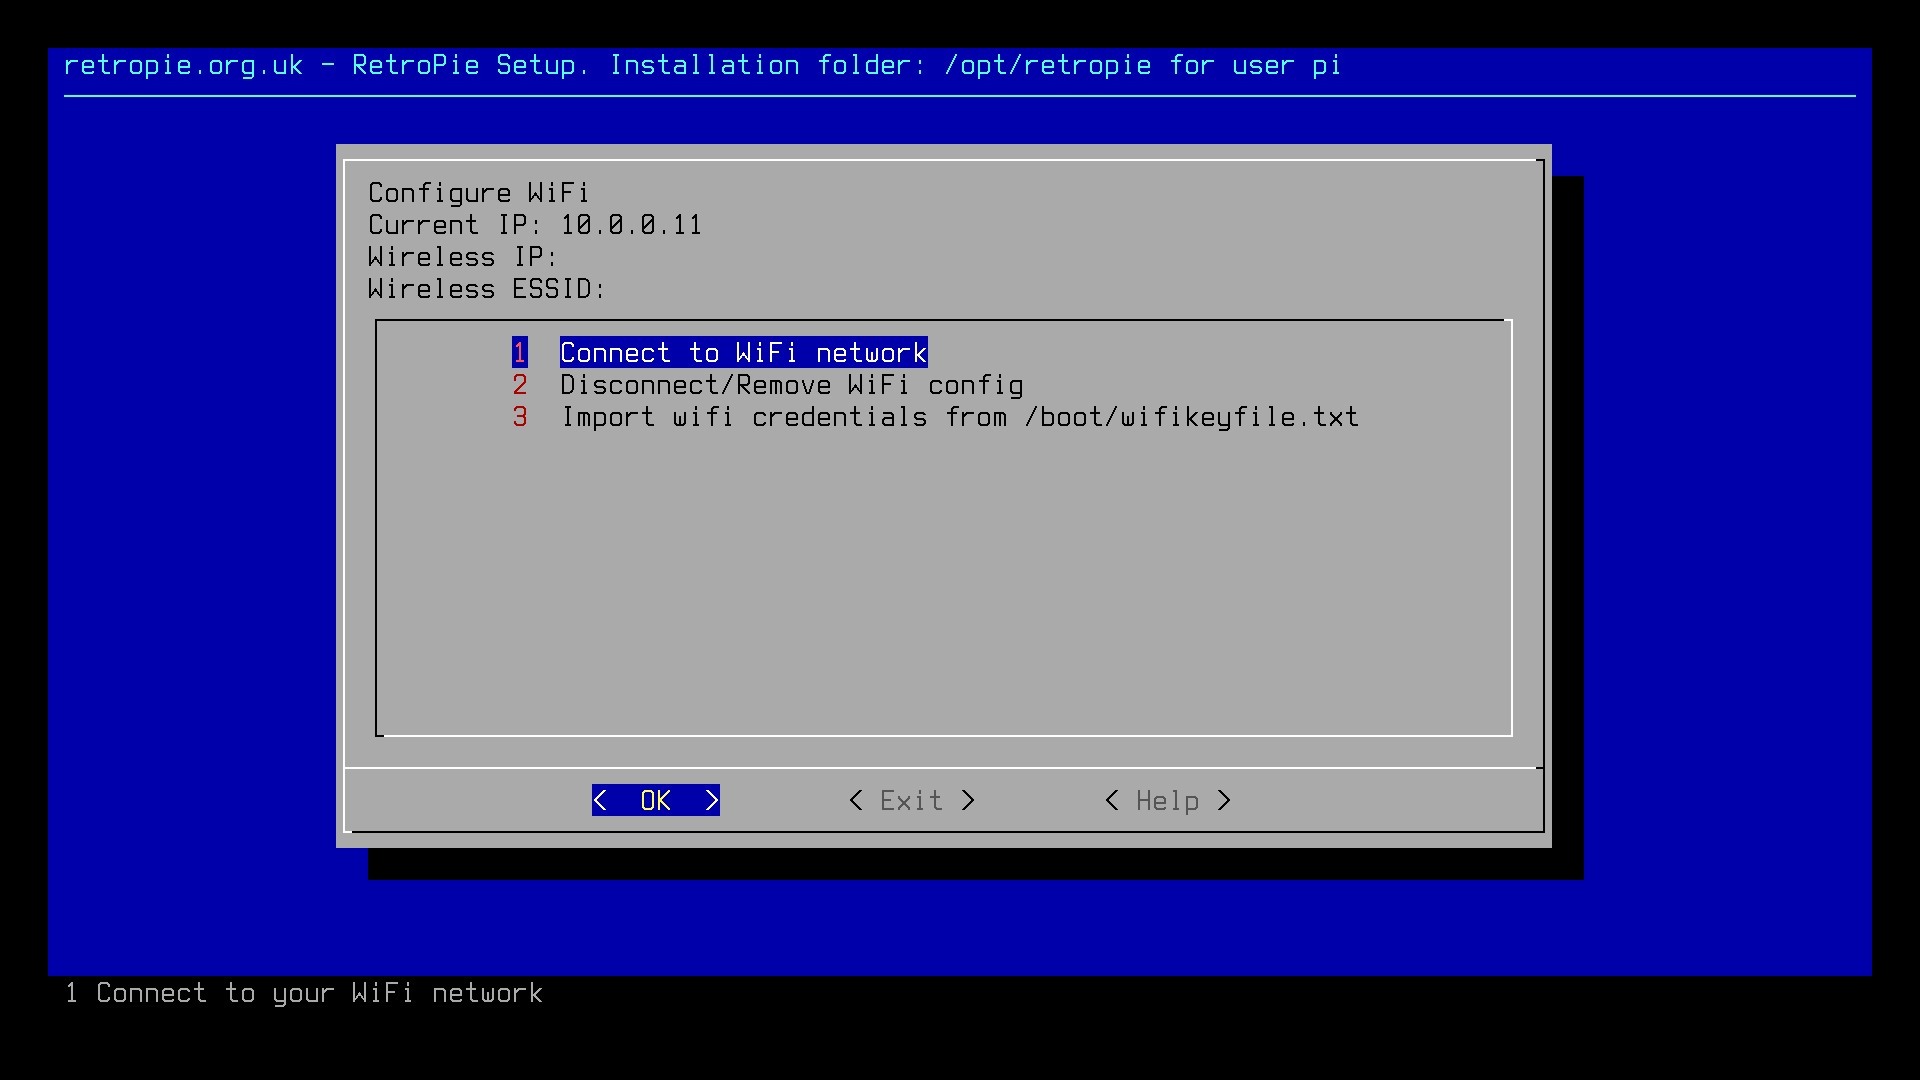 retropie.org.uk - RetroPie Setup. Installation folder: /opt/retropie for user pi
Configure WiFi
Current IP: 10.0.0.11
Wireless IP:
Wireless ESSID:
1 Connect to WiFi network
2 Disconnect/Remove WiFi config
3 Import wifi credentials from /boot/wifikeyfile.txt
< OK > < Exit > < Help >
1 Connect to your WiFi network